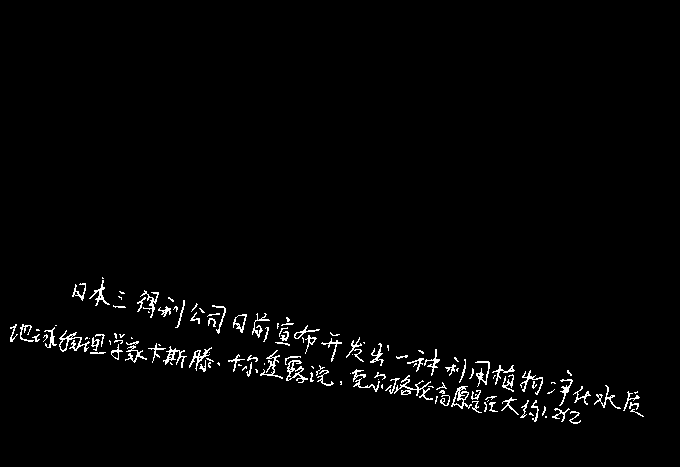 日本三得利公司日前宣布开发出一种利用植物净化水质
地球物理学家卡斯滕、卡尔透露说，克尔格伦高原是在大约1.2亿